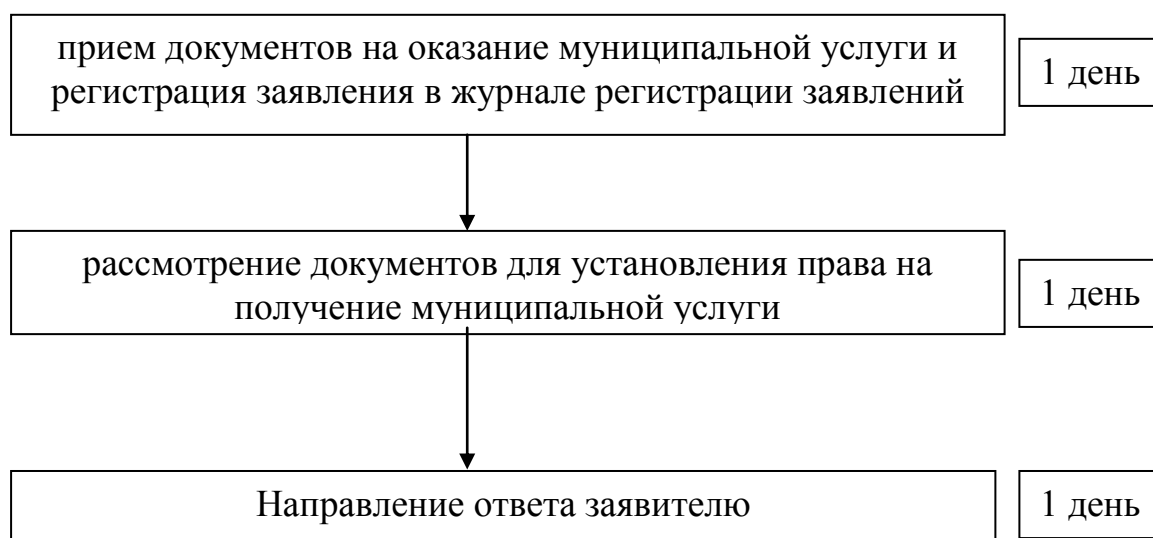 прием документов на оказание муниципальной услуги и
регистрация заявления в журнале регистрации заявлений
1 день
рассмотрение документов для установления права на
получение муниципальной услуги
1 день
Направление ответа заявителю
1 день